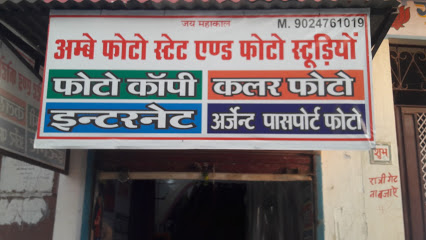 जय महाकाल M. 9024761019
अम्बे फोटो स्टेट एण्ड फोटो स्टूडियों
फोटो कॉपी कलर फोटो
इन्टरनेट अर्जेन्ट पासपोर्ट फोटो
शुभ